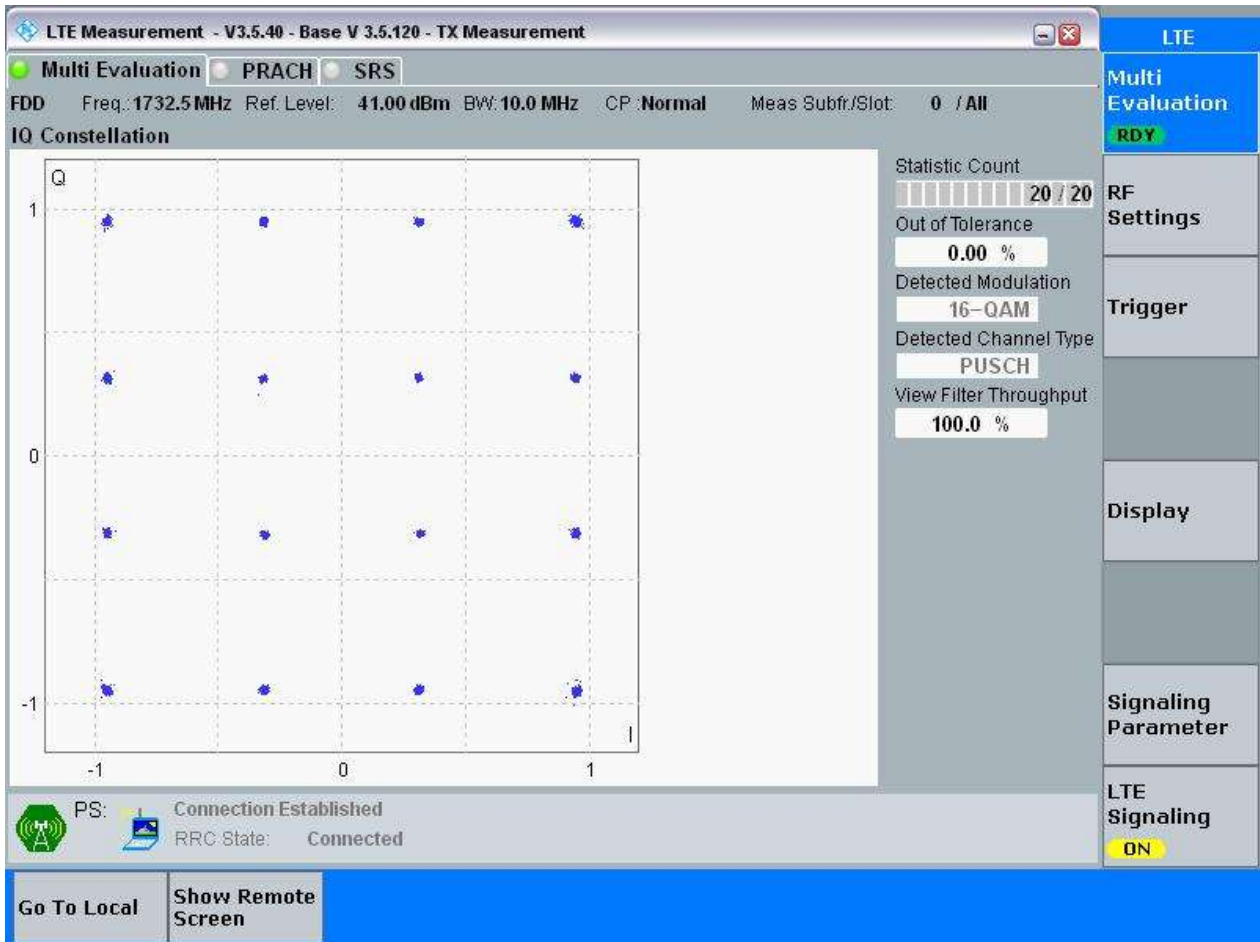 LTE Measurement - V3.5.40 - Base V 3.5.120 - TX Measurement
Multi Evaluation PRACH SRS
FDD Freq.: 1732.5 MHz Ref. Level: 41.00 dBm BW: 10.0 MHz CP :Normal Meas Subfr./Slot: 0 / All
IQ Constellation
Q
1
0
-1
I
-1 0 1
Statistic Count
20 / 20
Out of Tolerance
0.00 %
Detected Modulation
16-QAM
Detected Channel Type
PUSCH
View Filter Throughput
100.0 %
PS: Connection Established
RRC State: Connected
LTE
Multi
Evaluation
RDY
RF
Settings
Trigger
Display
Signaling
Parameter
LTE
Signaling
ON
Go To Local
Show Remote
Screen